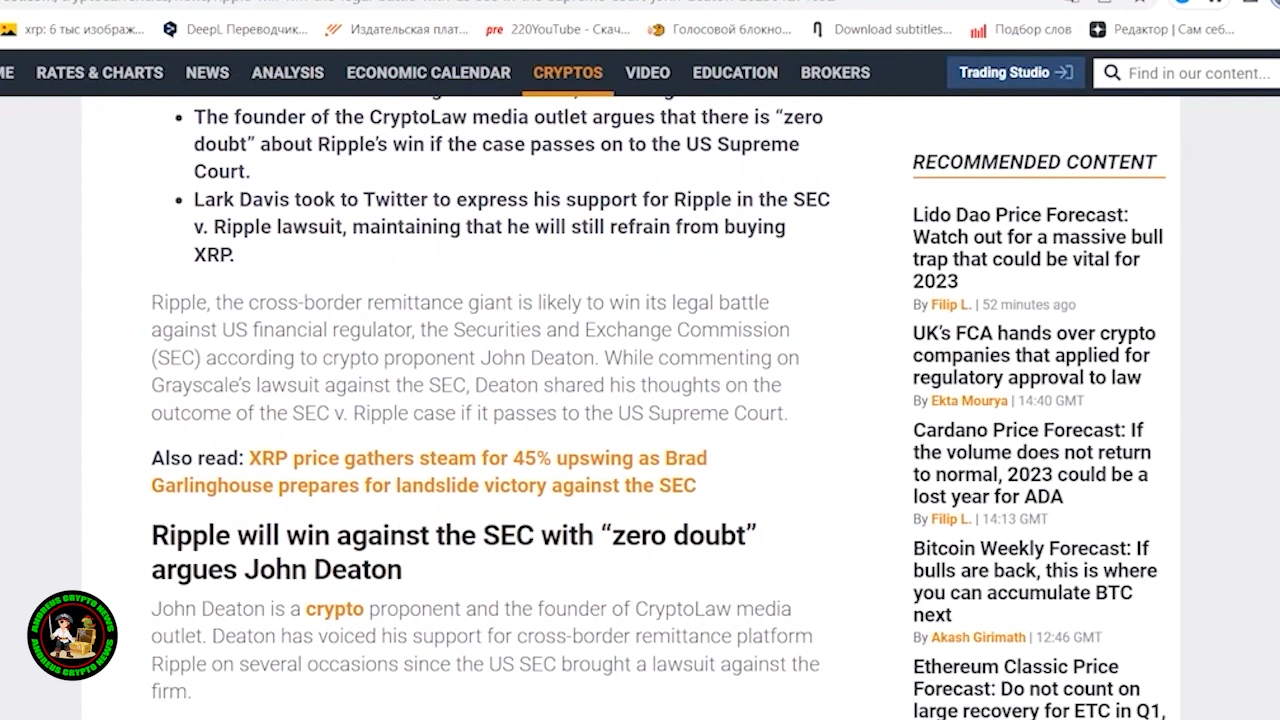 xrp: 6 тыс изображ...
DeepL Переводчик...
Издательская плат...
pre 220YouTube - Скач...
Голосовой блокно...
Download subtitles...
Подбор слов
Редактор | Сам себ...
ME
RATES & CHARTS
NEWS
ANALYSIS
ECONOMIC CALENDAR
CRYPTOS
VIDEO
EDUCATION
BROKERS
Trading Studio
Find in our content...
• The founder of the CryptoLaw media outlet argues that there is “zero
doubt” about Ripple’s win if the case passes on to the US Supreme
Court.
• Lark Davis took to Twitter to express his support for Ripple in the SEC
v. Ripple lawsuit, maintaining that he will still refrain from buying
XRP.
Ripple, the cross-border remittance giant is likely to win its legal battle
against US financial regulator, the Securities and Exchange Commission
(SEC) according to crypto proponent John Deaton. While commenting on
Grayscale’s lawsuit against the SEC, Deaton shared his thoughts on the
outcome of the SEC v. Ripple case if it passes to the US Supreme Court.
Also read: XRP price gathers steam for 45% upswing as Brad
Garlinghouse prepares for landslide victory against the SEC
Ripple will win against the SEC with “zero doubt”
argues John Deaton
John Deaton is a crypto proponent and the founder of CryptoLaw media
outlet. Deaton has voiced his support for cross-border remittance platform
Ripple on several occasions since the US SEC brought a lawsuit against the
firm.
RECOMMENDED CONTENT
Lido Dao Price Forecast:
Watch out for a massive bull
trap that could be vital for
2023
By Filip L. | 52 minutes ago
UK’s FCA hands over crypto
companies that applied for
regulatory approval to law
By Ekta Mourya | 14:40 GMT
Cardano Price Forecast: If
the volume does not return
to normal, 2023 could be a
lost year for ADA
By Filip L. | 14:13 GMT
Bitcoin Weekly Forecast: If
bulls are back, this is where
you can accumulate BTC
next
By Akash Girimath | 12:46 GMT
Ethereum Classic Price
Forecast: Do not count on
large recovery for ETC in Q1,
ANDREUS CRYPTO NEWS
ANDREUS CRYPTO NEWS